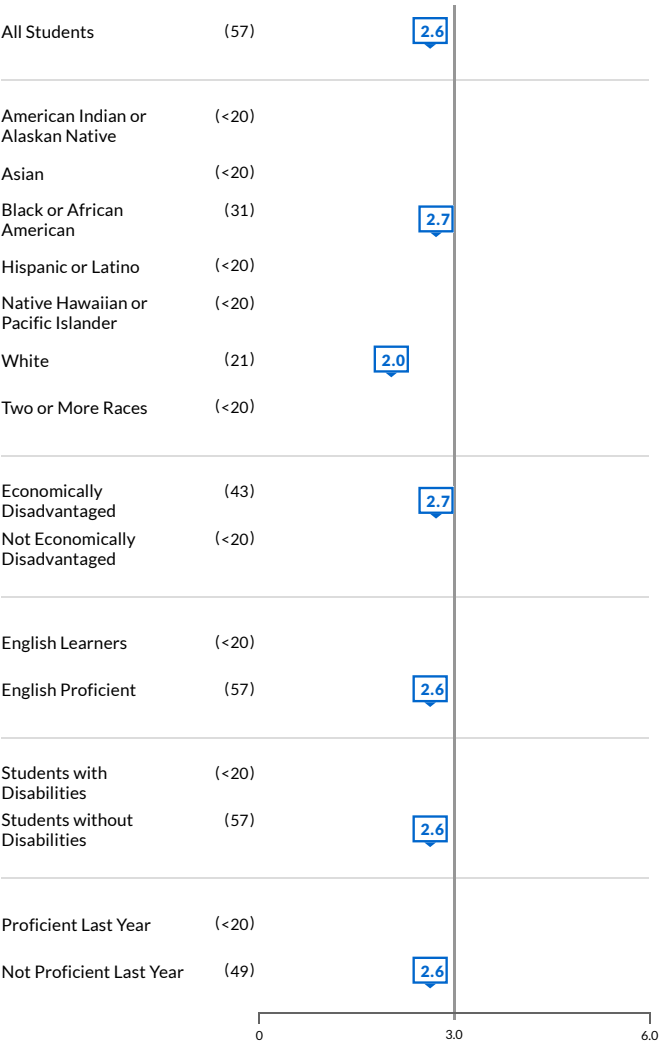 All Students (57) 2.6
American Indian or (<20)
Alaskan Native
Asian (<20)
Black or African (31) 2.7
American
Hispanic or Latino (<20)
Native Hawaiian or (<20)
Pacific Islander
White (21) 2.0
Two or More Races (<20)
Economically (43) 2.7
Disadvantaged
Not Economically (<20)
Disadvantaged
English Learners (<20)
English Proficient (57) 2.6
Students with (<20)
Disabilities
Students without (57) 2.6
Disabilities
Proficient Last Year (<20)
Not Proficient Last Year (49) 2.6
0 3.0 6.0